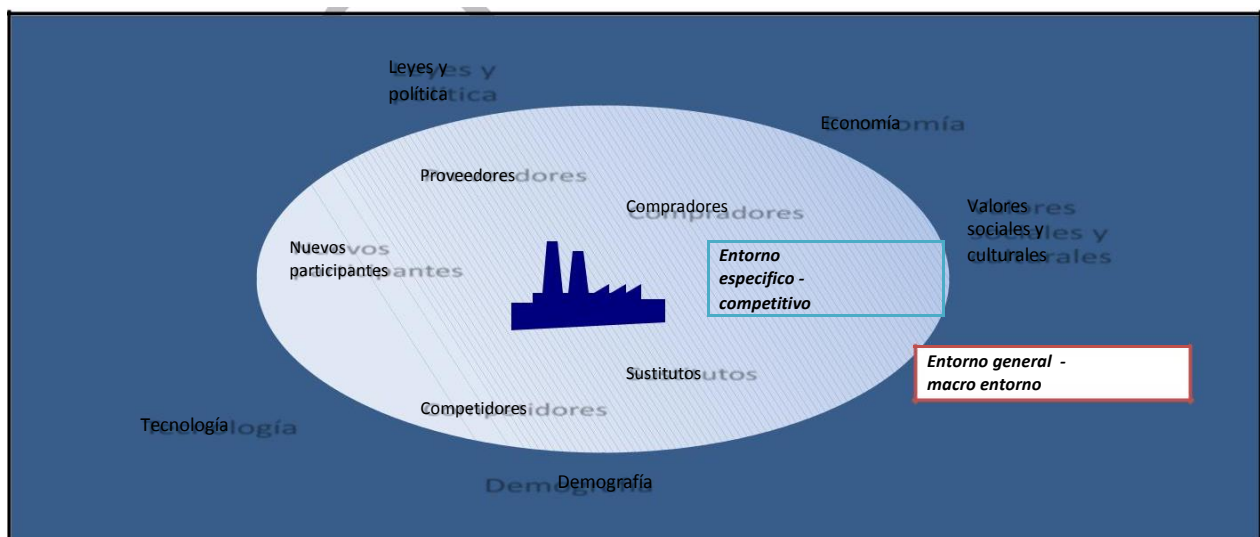 Leyes y
política
Economía
Proveedores
Compradores
Valores
sociales y
culturales
Nuevos
participantes
Entorno
especifico -
competitivo
Entorno general -
macro entorno
Sustitutos
Competidores
Tecnología
Demografía